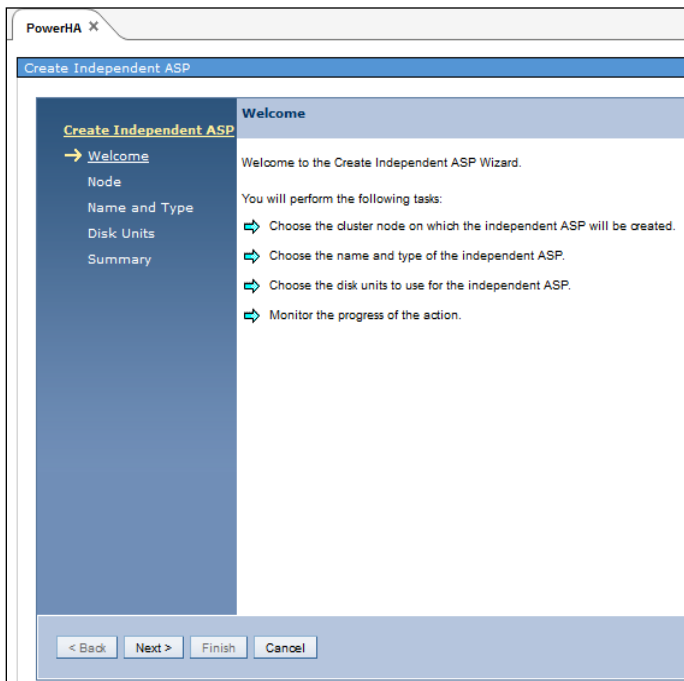 PowerHA ×
Create Independent ASP
Create Independent ASP
Welcome
Node
Name and Type
Disk Units
Summary
Welcome
Welcome to the Create Independent ASP Wizard.
You will perform the following tasks:
Choose the cluster node on which the independent ASP will be created.
Choose the name and type of the independent ASP.
Choose the disk units to use for the independent ASP.
Monitor the progress of the action.
< Back Next > Finish Cancel